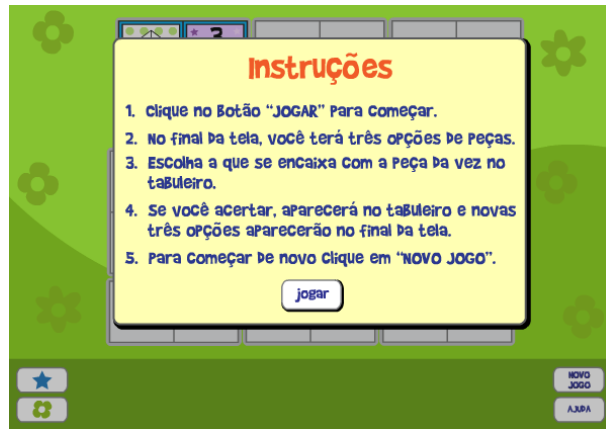 3
Instruções
1. Clique no Botão “JOGAR” Para Começar.
2. No final da tela, você terá três opções de peças.
3. Escolha a que se encaixa com a peça da vez no
tabuleiro.
4. Se você acertar, aparecerá no tabuleiro e novas
três opções aparecerão no final da tela.
5. Para começar de novo clique em “NOVO JOGO”.
jogar
NOVO
JOGO
AJUDA